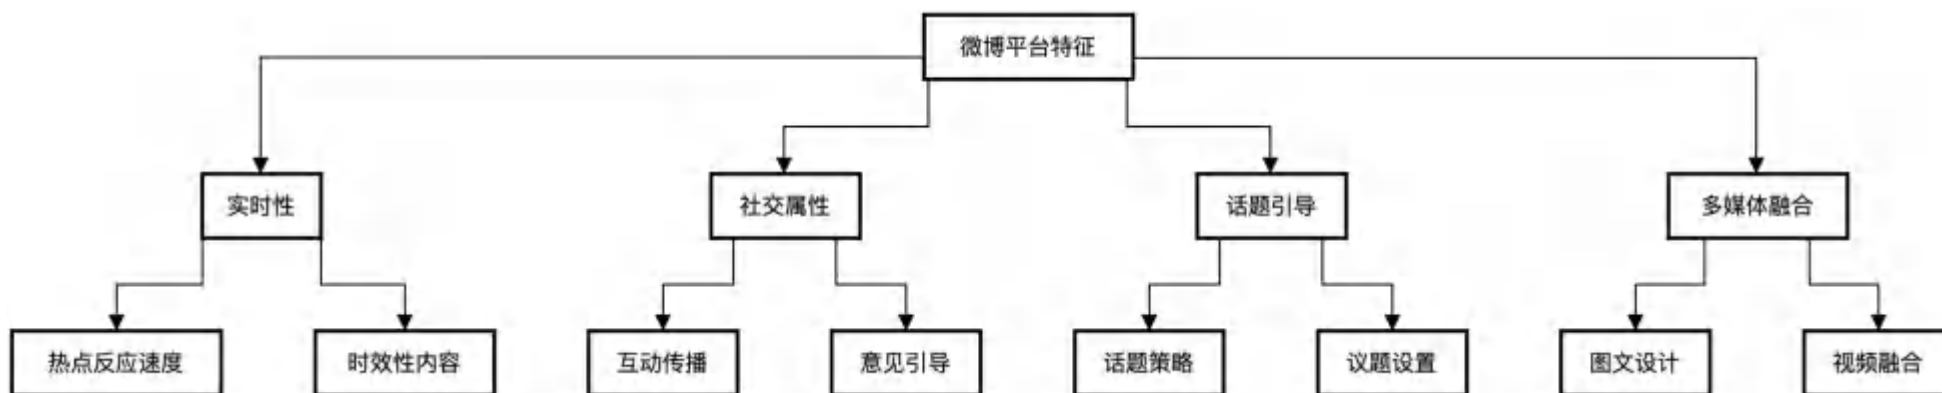 微博平台特征
实时性
社交属性
话题引导
多媒体融合
热点反应速度
时效性内容
互动传播
意见引导
话题策略
议题设置
图文设计
视频融合